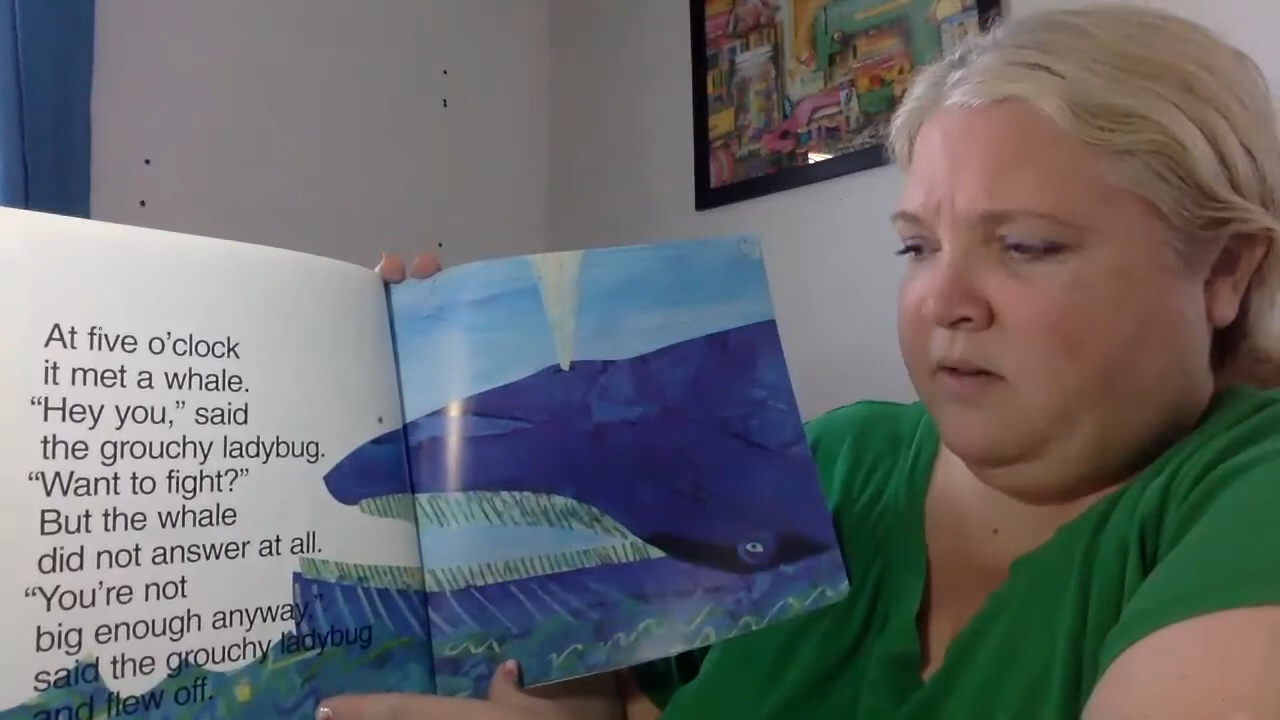 At five o'clock
it met a whale.
“Hey you,” said
the grouchy ladybug.
“Want to fight?”
But the whale
did not answer at all.
“You're not
big enough anyway,”
said the grouchy ladybug
and flew off.